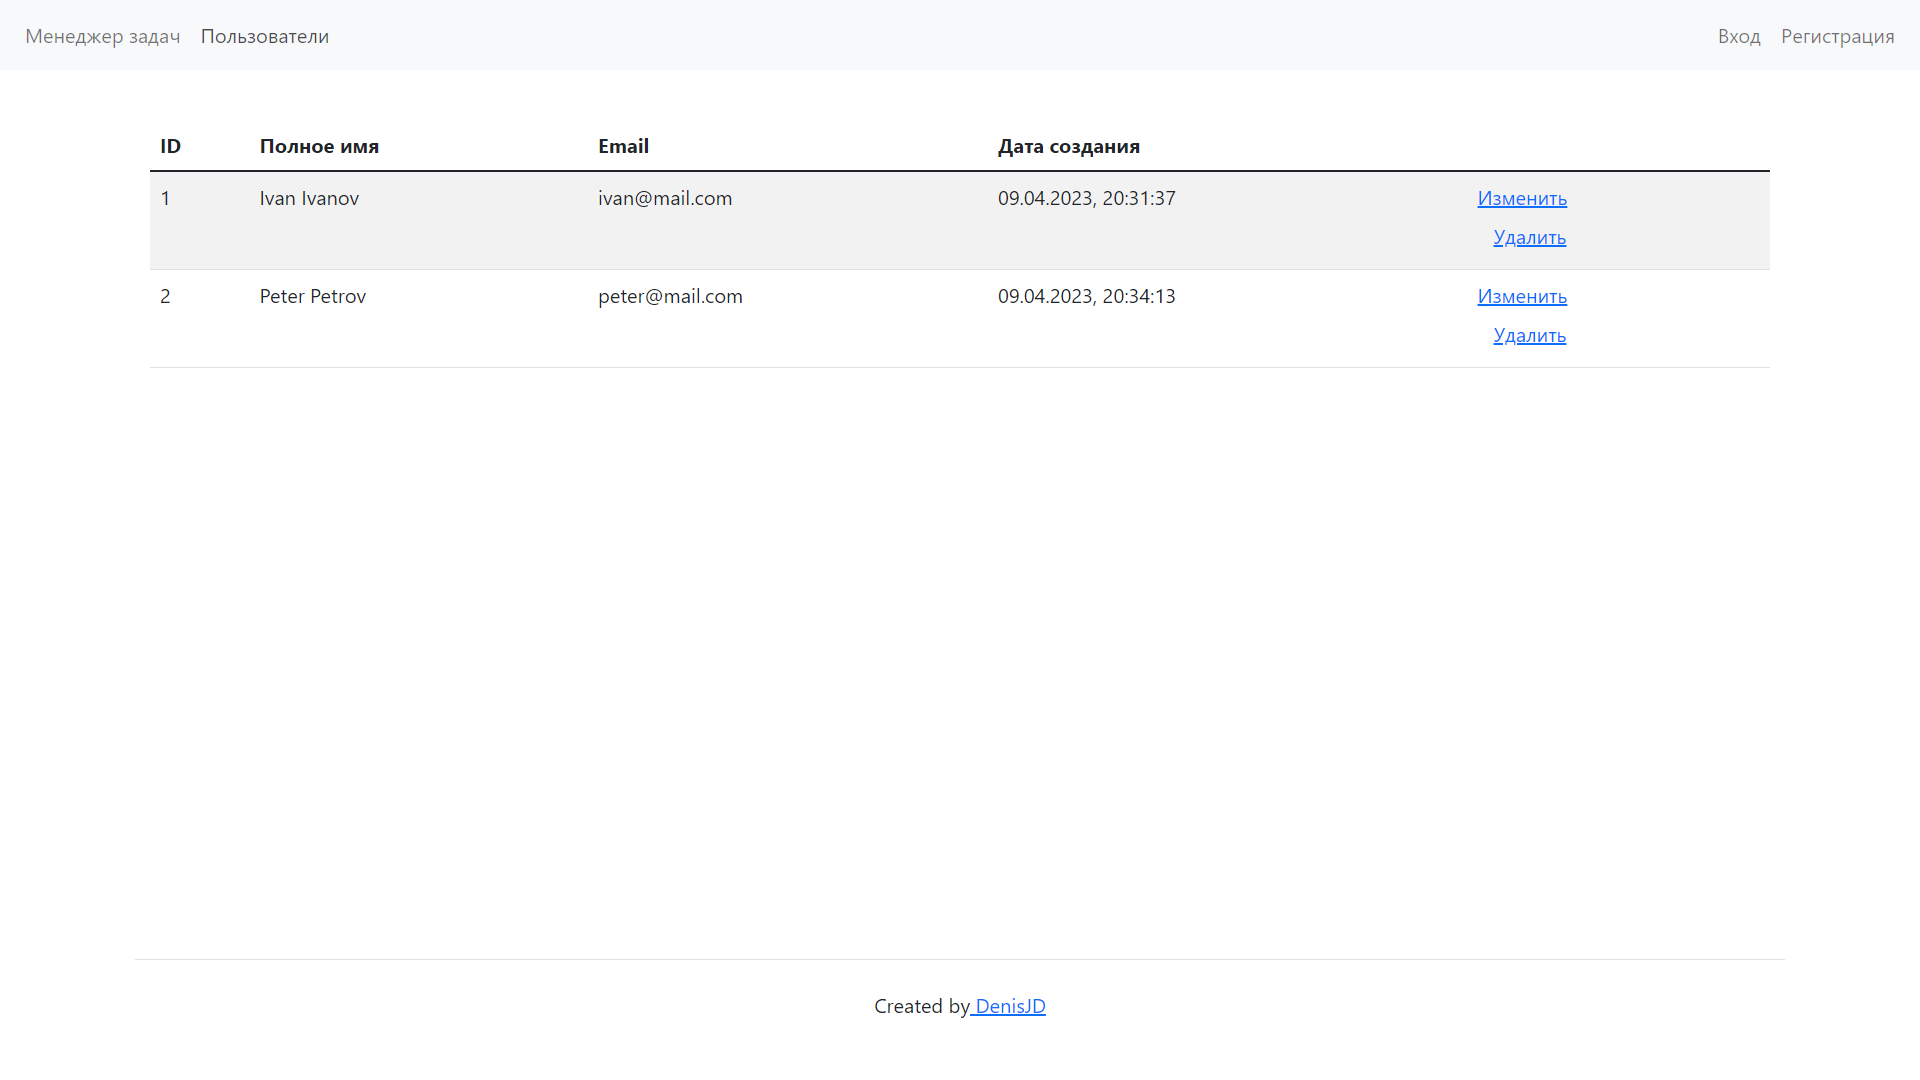 Менеджер задач Пользователи Вход Регистрация
ID Полное имя Email Дата создания
1 Ivan Ivanov ivan@mail.com 09.04.2023, 20:31:37 Изменить
Удалить
2 Peter Petrov peter@mail.com 09.04.2023, 20:34:13 Изменить
Удалить
Created by DenisJD